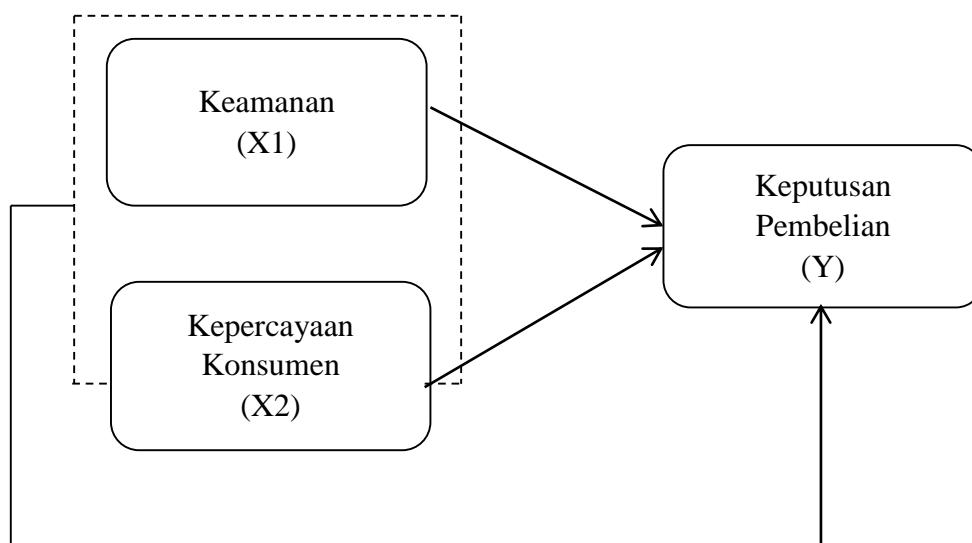 Keamanan
(X1)
Keputusan
Pembelian
(Y)
Kepercayaan
Konsumen
(X2)